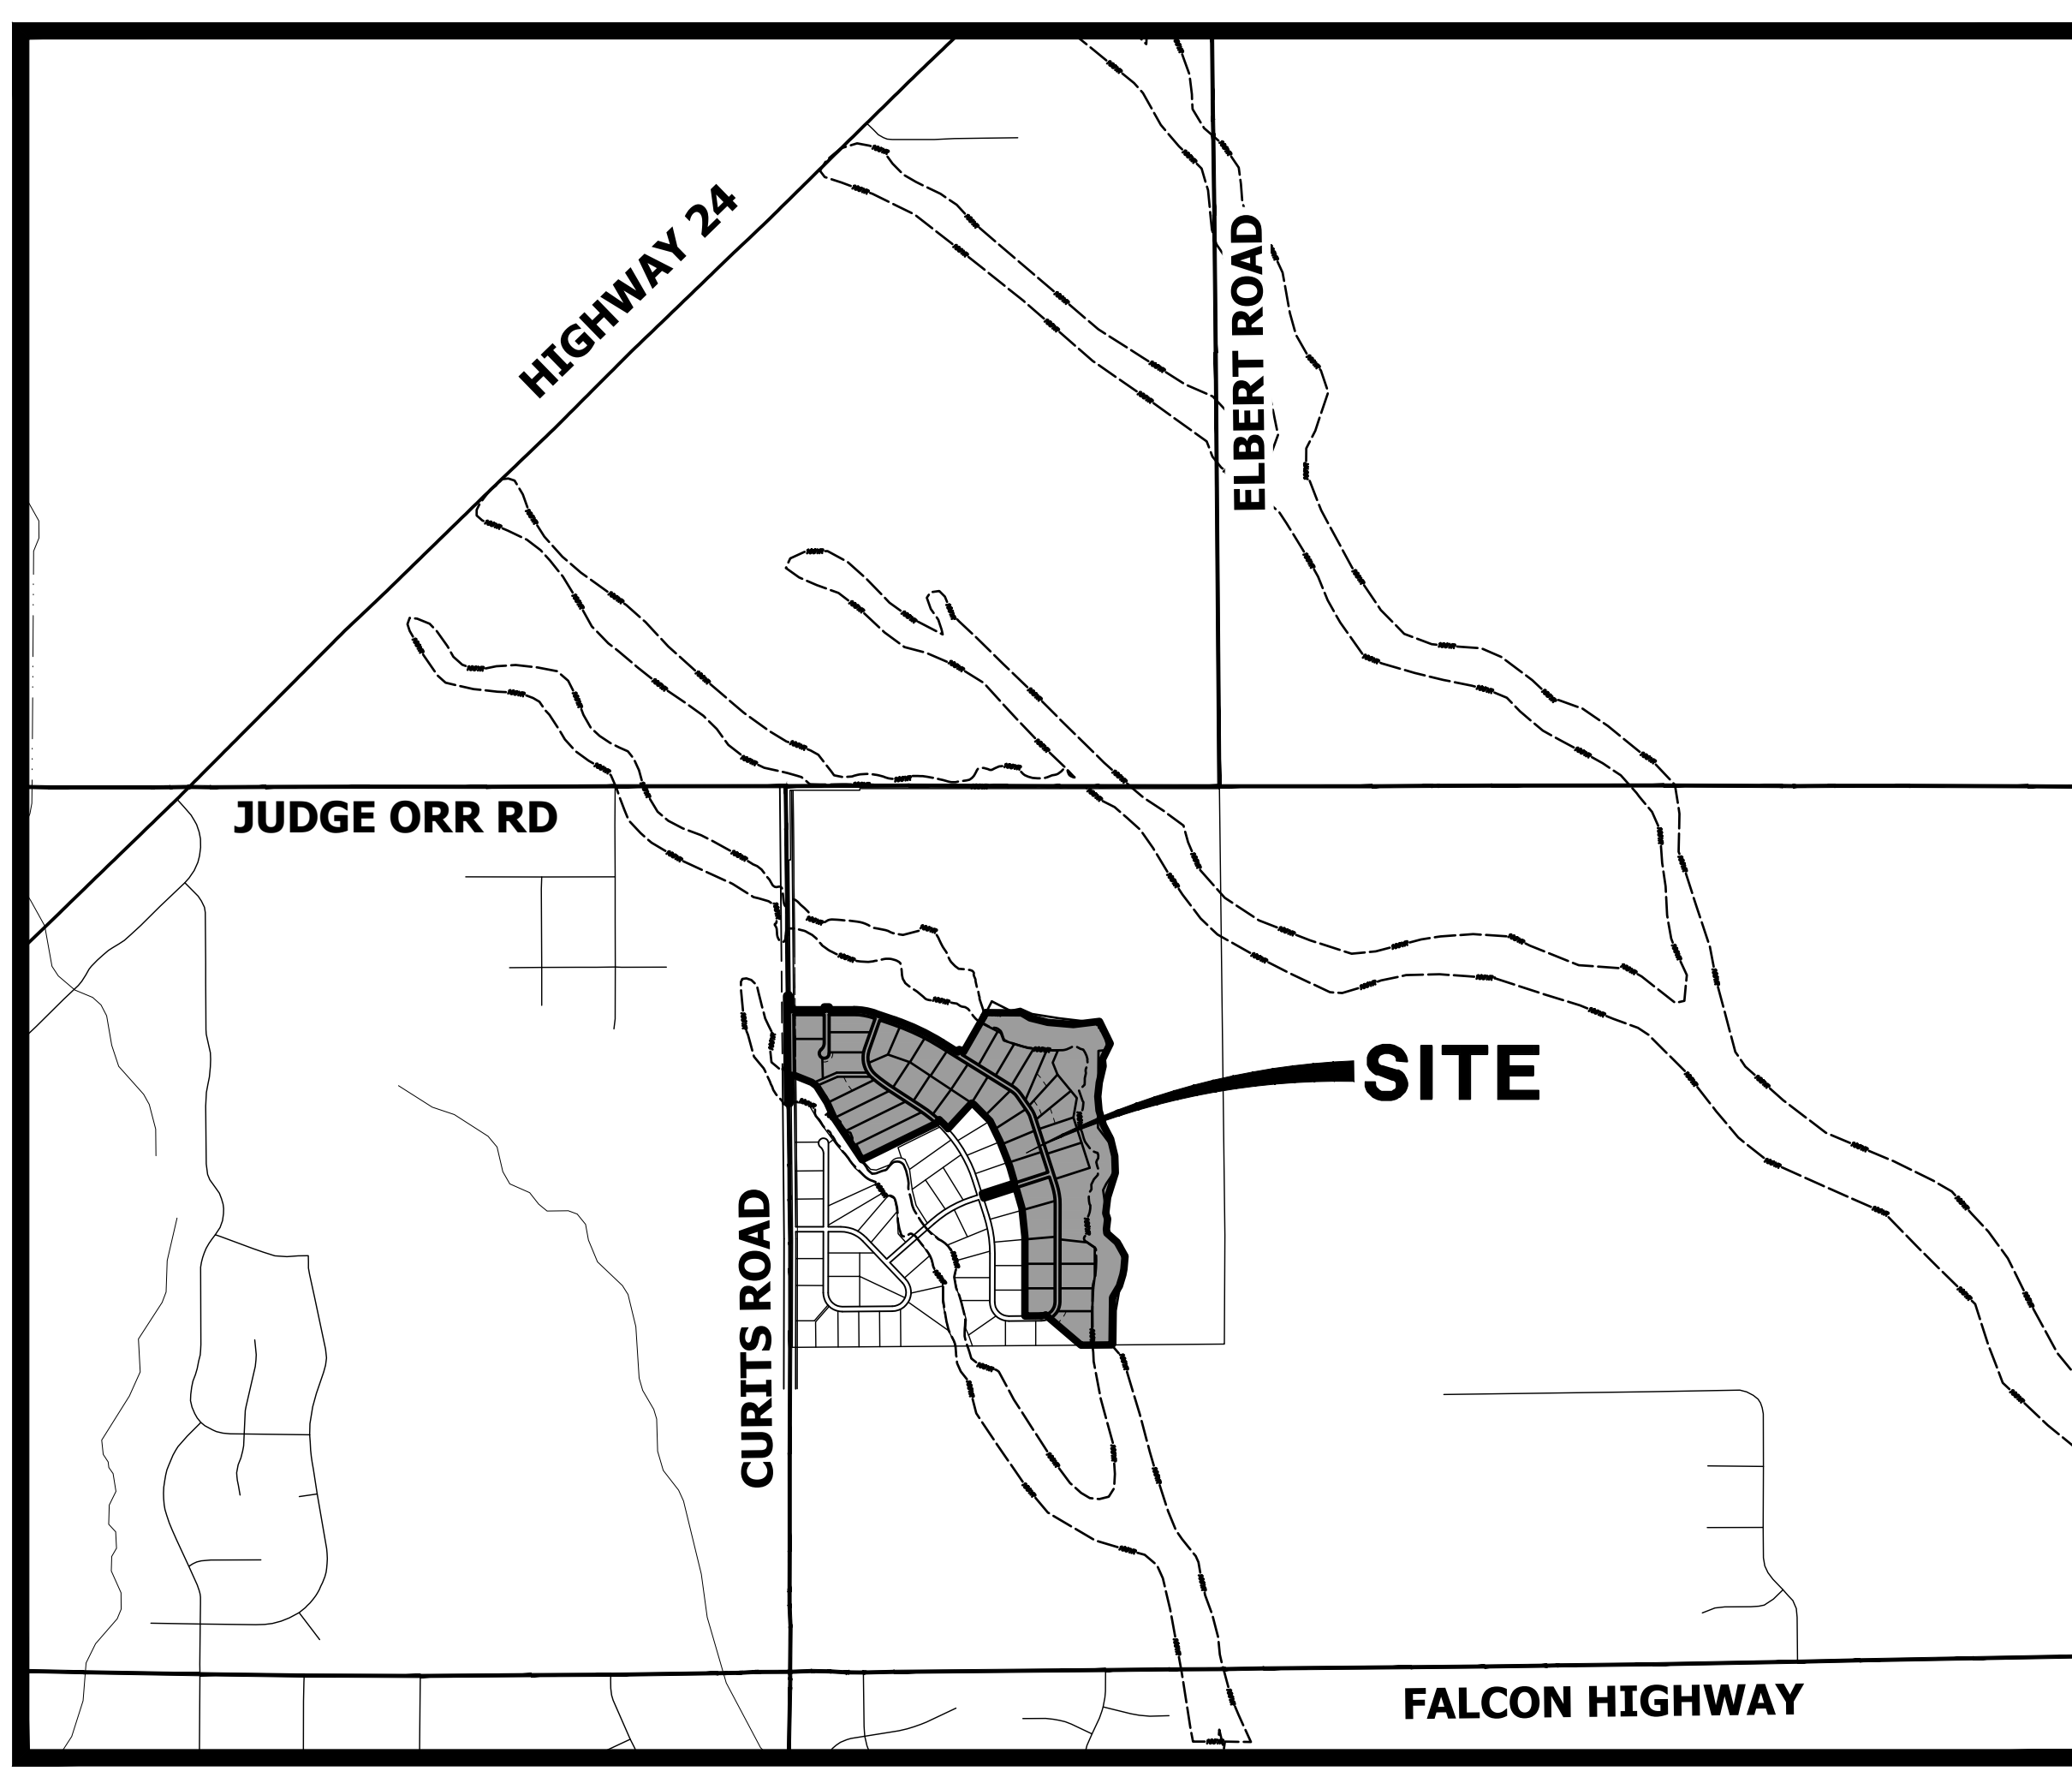 HIGHWAY 24
ELBERT ROAD
JUDGE ORR RD
SITE
CURITS ROAD
FALCON HIGHWAY